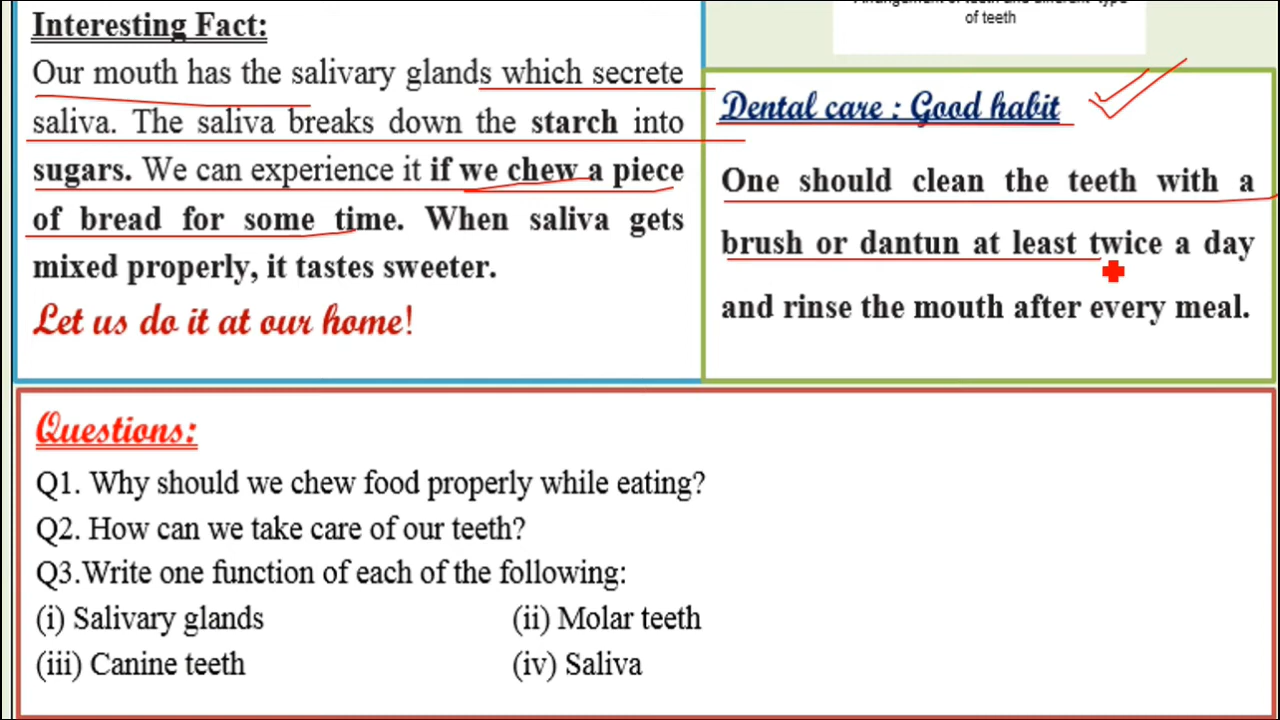 Interesting Fact:
Our mouth has the salivary glands which secrete
saliva. The saliva breaks down the starch into
sugars. We can experience it if we chew a piece
of bread for some time. When saliva gets
mixed properly, it tastes sweeter.
Let us do it at our home!
of teeth
Dental care : Good habit
One should clean the teeth with a
brush or dantun at least twice a day
and rinse the mouth after every meal.
Questions:
Q1. Why should we chew food properly while eating?
Q2. How can we take care of our teeth?
Q3.Write one function of each of the following:
(i) Salivary glands (ii) Molar teeth
(iii) Canine teeth (iv) Saliva